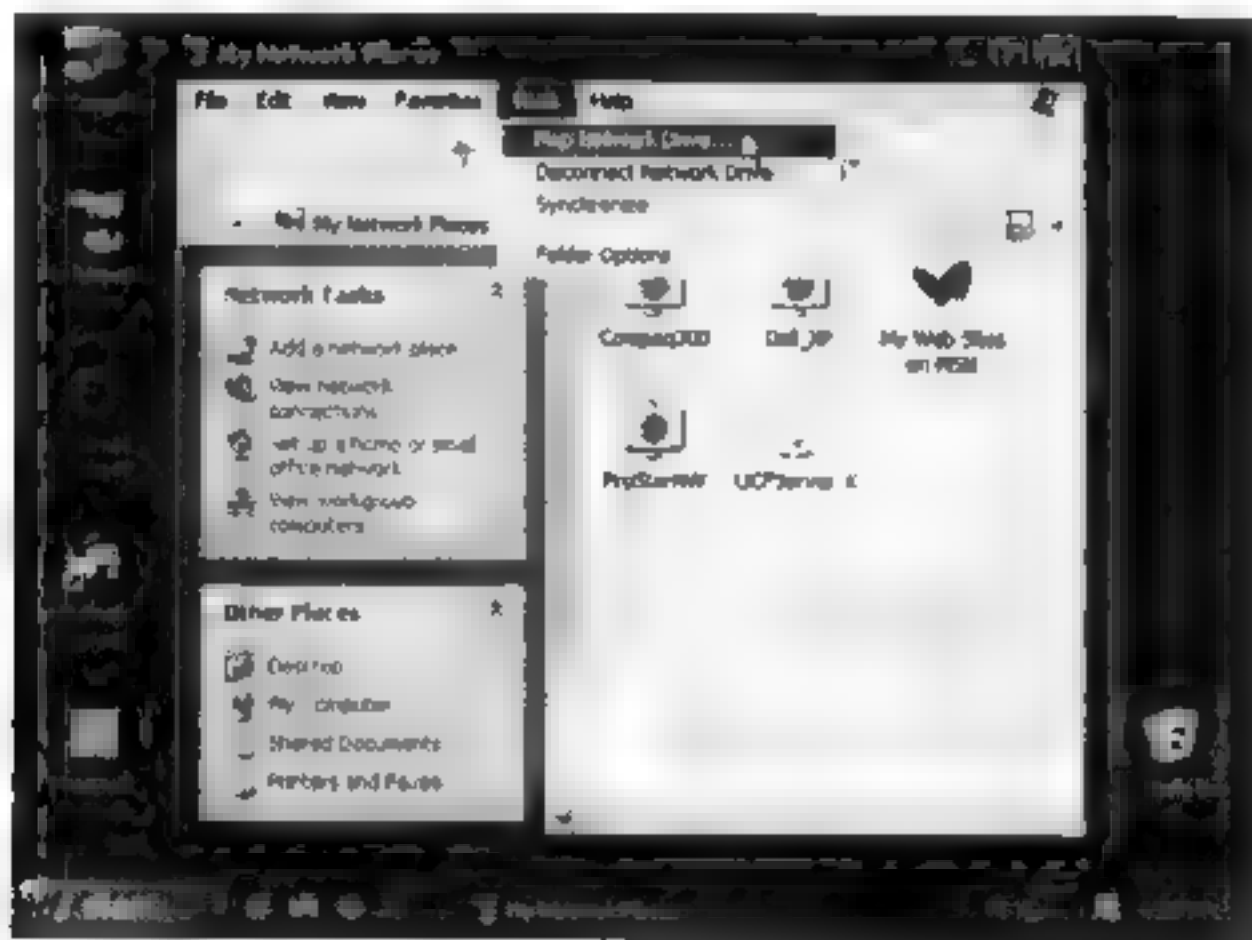 My Network Places
File Edit View Favorites Help
Map Network Drive...
Disconnect Network Drive
Synchronize
My Network Places
Folder Options
Network Tasks
Add a network place
View network
connections
Set up a home or small
office network
View workgroup
computers
Dell_XP
My Web Sites
on MSN
Other Places
Desktop
My Computer
Shared Documents
Printers and Faxes